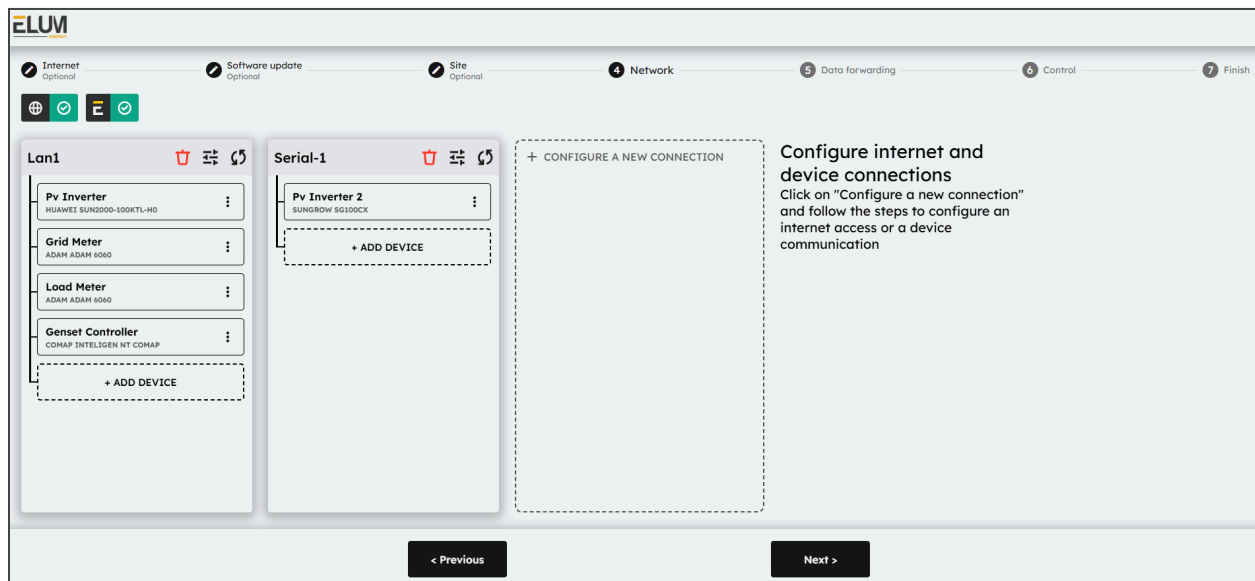 ELUM
ENERGY
Internet
Optional
Software update
Optional
Site
Optional
4 Network
5 Data forwarding
6 Control
7 Finish
E
Lan1
Pv Inverter
HUAWEI SUN2000-100KTL-H0
Grid Meter
ADAM ADAM 6060
Load Meter
ADAM ADAM 6060
Genset Controller
COMAP INTELIGEN NT COMAP
+ ADD DEVICE
Serial-1
Pv Inverter 2
SUNGROW SG100CX
+ ADD DEVICE
+ CONFIGURE A NEW CONNECTION
Configure internet and
device connections
Click on "Configure a new connection"
and follow the steps to configure an
internet access or a device
communication
< Previous
Next >